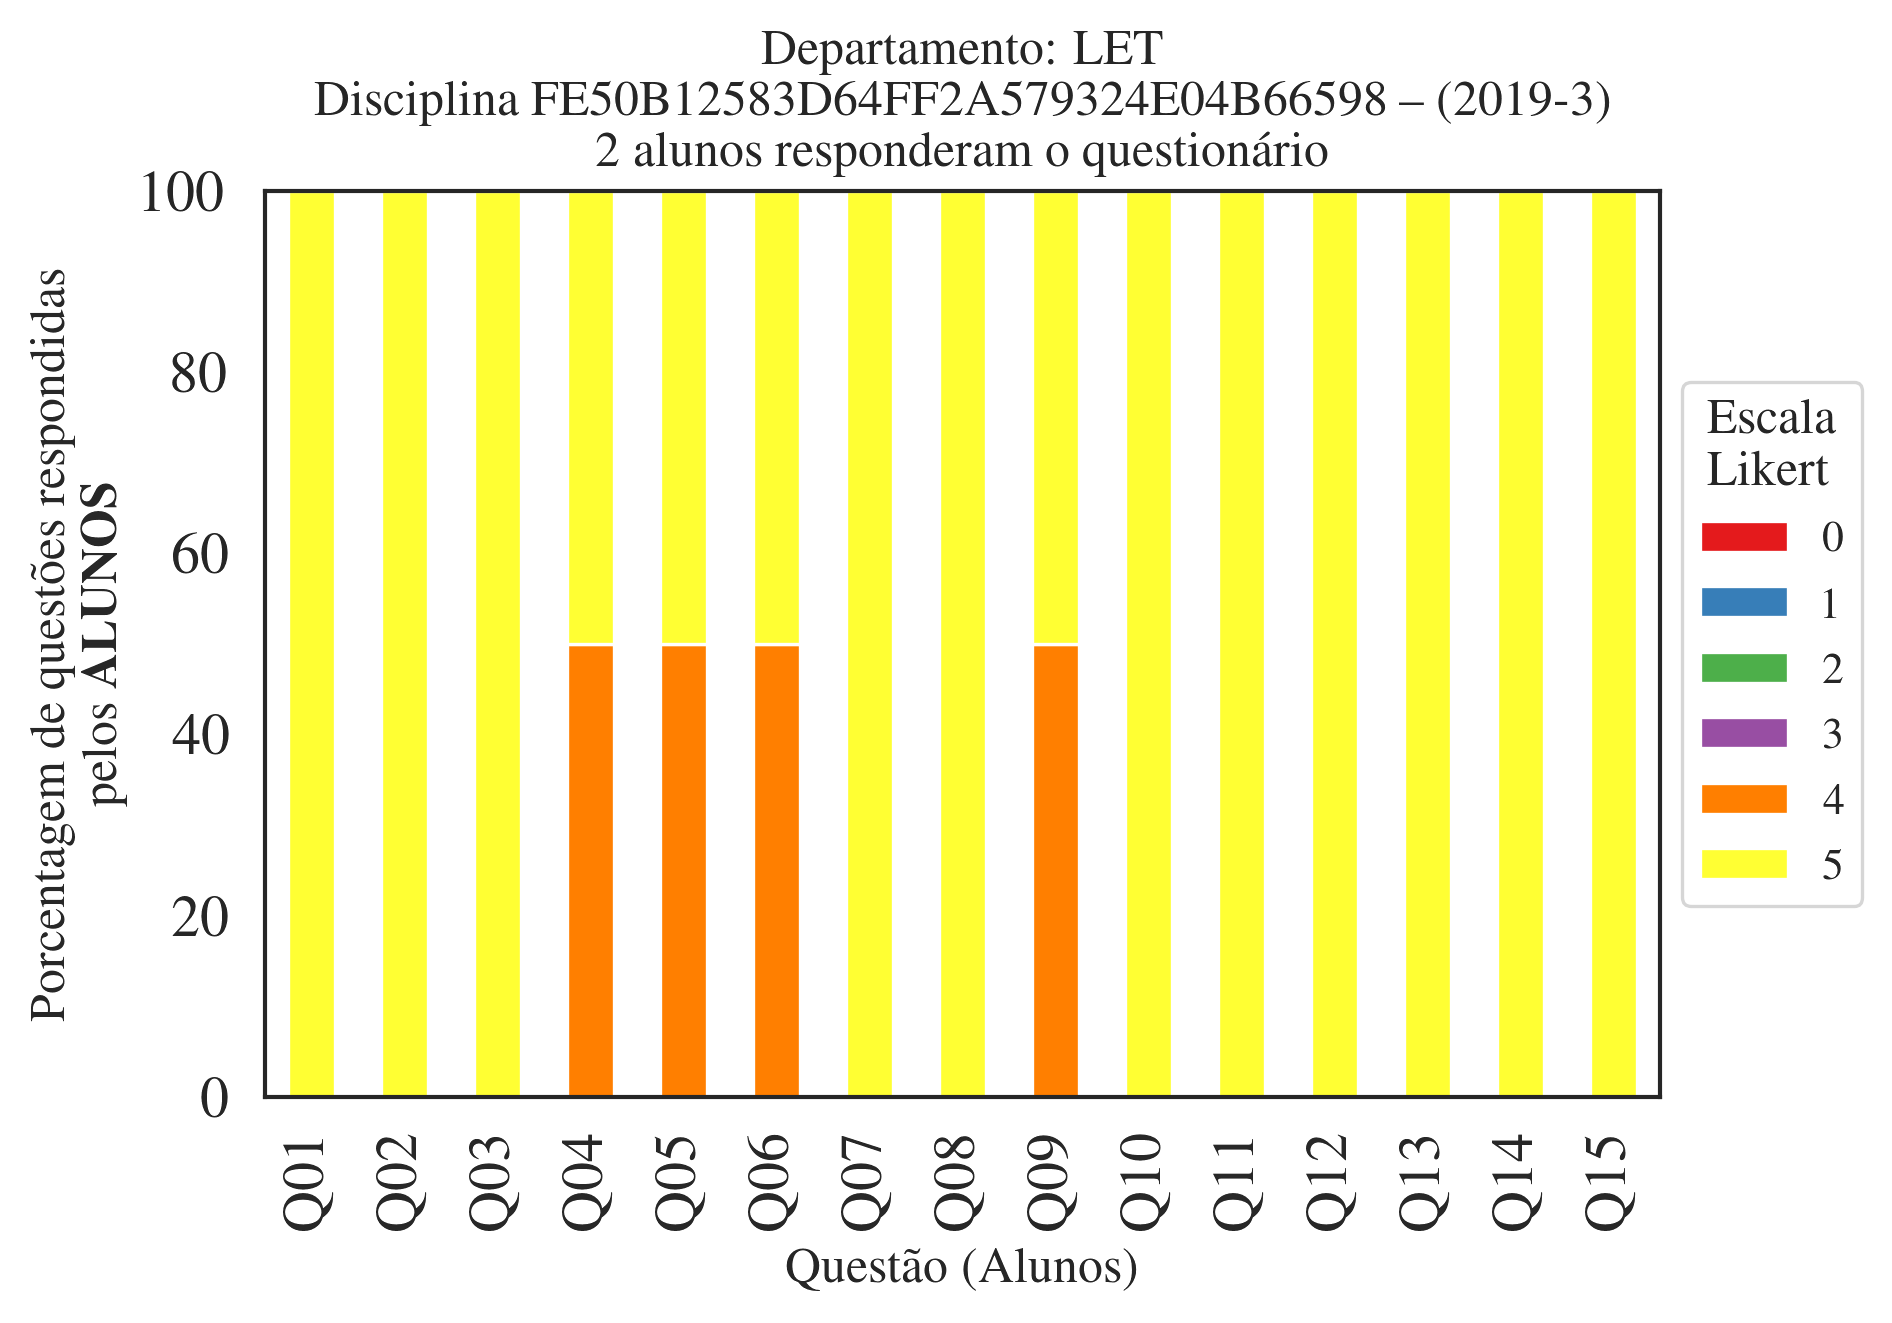 Departamento: LET
Disciplina FE50B12583D64FF2A579324E04B66598 – (2019-3)
2 alunos responderam o questionário
Porcentagem de questões respondidas
pelos ALUNOS
100
80
60
40
20
0
Q01
Q02
Q03
Q04
Q05
Q06
Q07
Q08
Q09
Q10
Q11
Q12
Q13
Q14
Q15
Questão (Alunos)
Escala
Likert
0
1
2
3
4
5